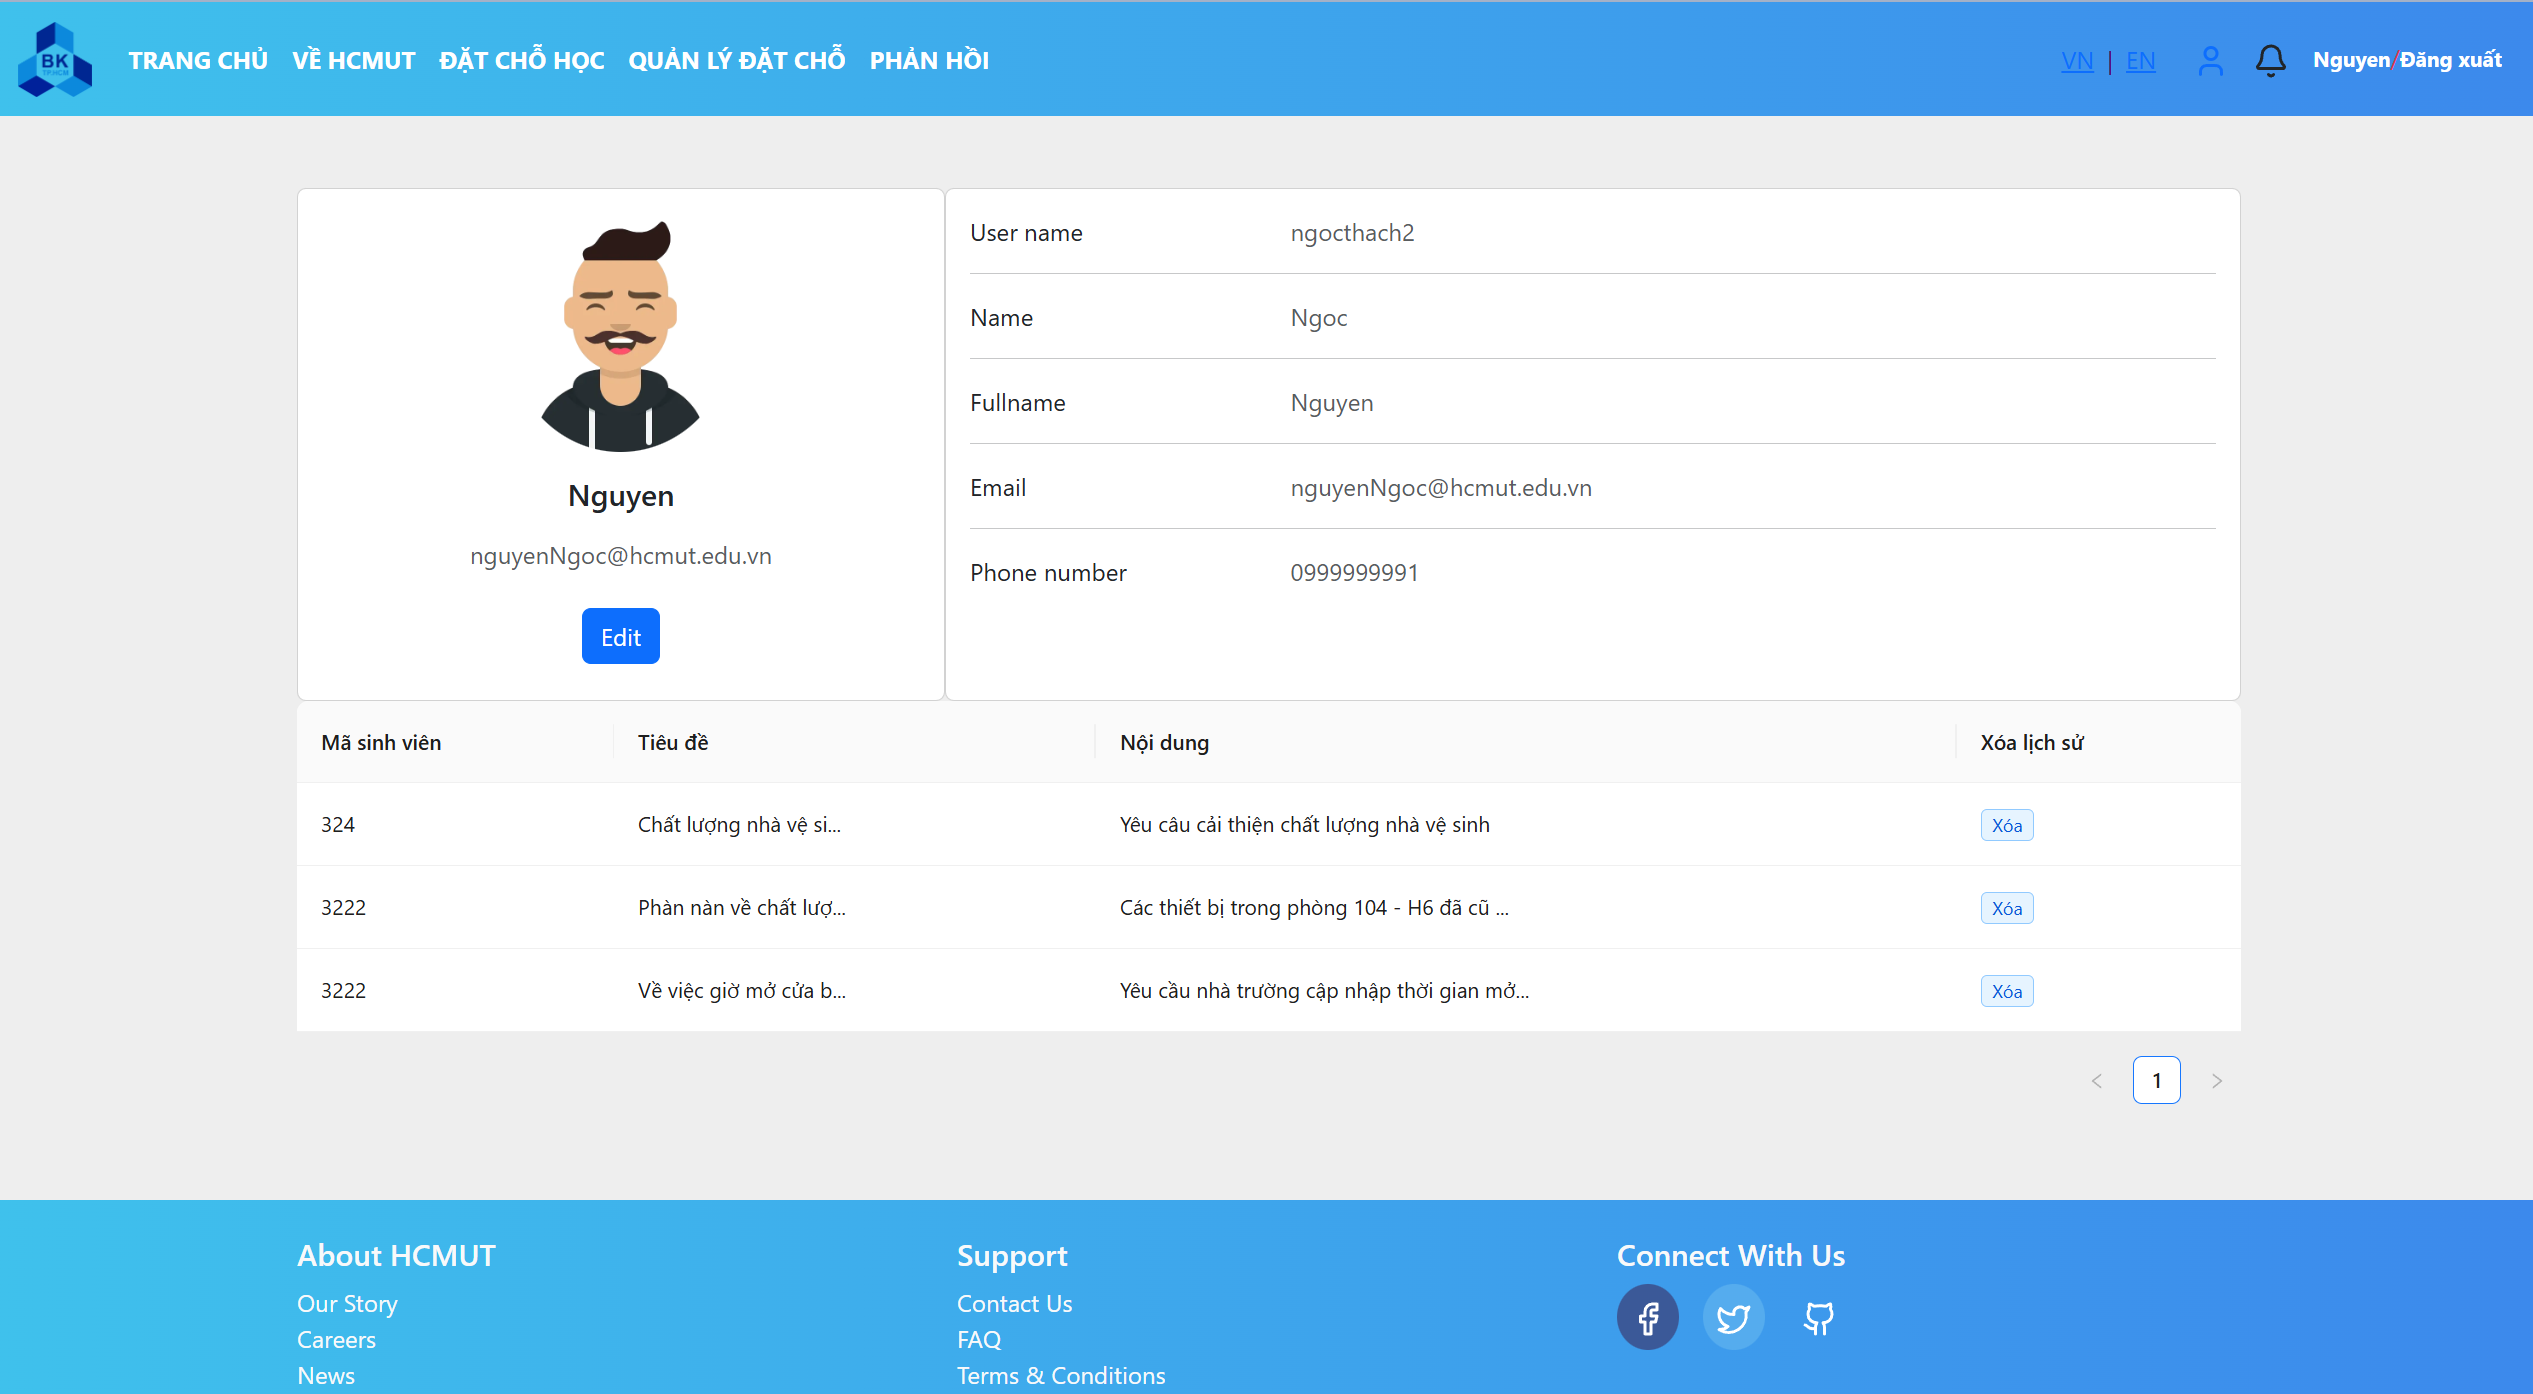 BK
TP.HCM
TRANG CHỦ VỀ HCMUT ĐẶT CHỖ HỌC QUẢN LÝ ĐẶT CHỖ PHẢN HỒI
VN | EN
Nguyen/Đăng xuất
Nguyen
nguyenNgoc@hcmut.edu.vn
Edit
User name ngocthach2
Name Ngoc
Fullname Nguyen
Email nguyenNgoc@hcmut.edu.vn
Phone number 0999999991
Mã sinh viên Tiêu đề Nội dung Xóa lịch sử
324 Chất lượng nhà vệ si... Yêu câu cải thiện chất lượng nhà vệ sinh Xóa
3222 Phàn nàn về chất lượ... Các thiết bị trong phòng 104 - H6 đã cũ ... Xóa
3222 Về việc giờ mở cửa b... Yêu cầu nhà trường cập nhập thời gian mở... Xóa
< 1 >
About HCMUT
Our Story
Careers
News
Support
Contact Us
FAQ
Terms & Conditions
Connect With Us